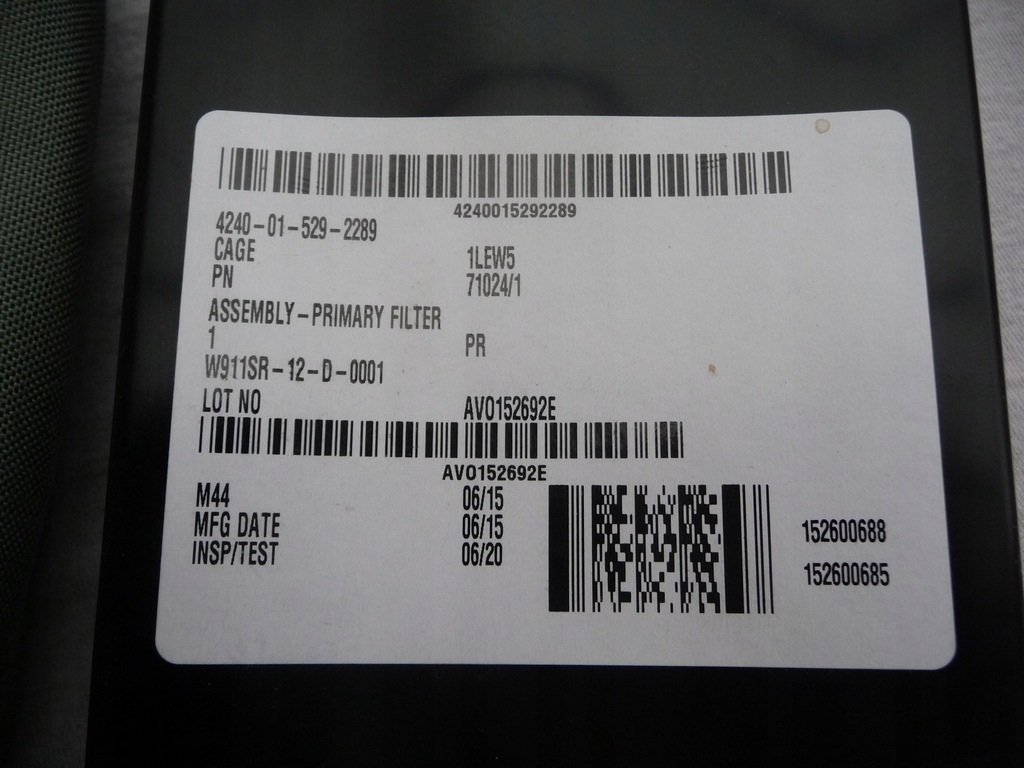 4240015292289
4240-01-529-2289
CAGE 1LEW5
PN 71024/1
ASSEMBLY-PRIMARY FILTER
1 PR
W911SR-12-D-0001
LOT NO AVO152692E
AVO152692E
M44 06/15
MFG DATE 06/15
INSP/TEST 06/20
152600688
152600685